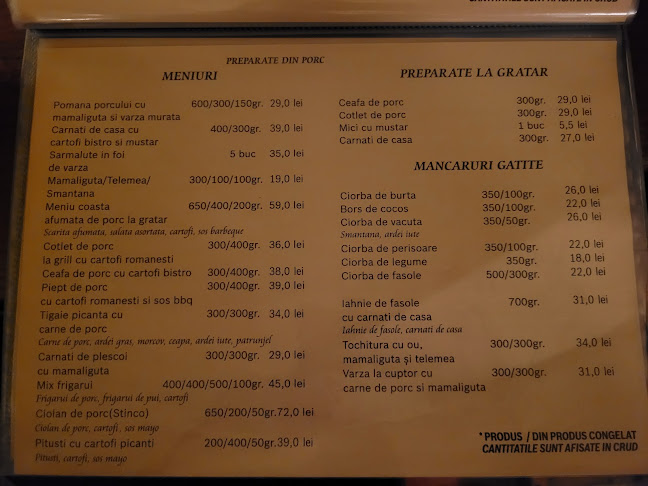 CANTITATILE SUNT AFISATE IN CRUD
PREPARATE DIN PORC
MENIURI
Pomana porcului cu 600/300/150gr. 29,0 lei
mamaliguta si varza murata
Carnati de casa cu 400/300gr. 39,0 lei
cartofi bistro si mustar
Sarmalute in foi 5 buc 35,0 lei
de varza
Mamaliguta/Telemea/ 300/100/100gr. 19,0 lei
Smantana
Meniu coasta 650/400/200gr. 59,0 lei
afumata de porc la gratar
Scarita afumata, salata asortata, cartofi, sos barbeque
Cotlet de porc 300/400gr. 36,0 lei
la grill cu cartofi romanesti
Ceafa de porc cu cartofi bistro 300/400gr. 38,0 lei
Piept de porc 300/400gr. 39,0 lei
cu cartofi romanesti si sos bbq
Tigaie picanta cu 300/300gr. 34,0 lei
carne de porc
Carne de porc, ardei gras, morcov, ceapa, ardei iute, patrunjel
Carnati de plescoi 300/300gr. 29,0 lei
cu mamaliguta
Mix frigarui 400/400/500/100gr. 45,0 lei
Frigarui de porc, frigarui de pui, cartofi
Ciolan de porc(Stinco) 650/200/50gr. 72,0 lei
Ciolan de porc, cartofi, sos mayo
Pitusti cu cartofi picanti 200/400/50gr. 39,0 lei
Pitusti, cartofi, sos mayo
PREPARATE LA GRATAR
Ceafa de porc 300gr. 29,0 lei
Cotlet de porc 300gr. 29,0 lei
Mici cu mustar 1 buc 5,5 lei
Carnati de casa 300gr. 27,0 lei
MANCARURI GATITE
Ciorba de burta 350/100gr. 26,0 lei
Bors de cocos 350/100gr. 22,0 lei
Ciorba de vacuta 350/50gr. 26,0 lei
Smantana, ardei iute
Ciorba de perisoare 350/100gr. 22,0 lei
Ciorba de legume 350gr. 18,0 lei
Ciorba de fasole 500/300gr. 22,0 lei
Iahnie de fasole 700gr. 31,0 lei
cu carnati de casa
Iahnie de fasole, carnati de casa
Tochitura cu ou, 300/300gr. 34,0 lei
mamaliguta și telemea
Varza la cuptor cu 300/300gr. 31,0 lei
carne de porc si mamaliguta
*PRODUS / DIN PRODUS CONGELAT
CANTITATILE SUNT AFISATE IN CRUD